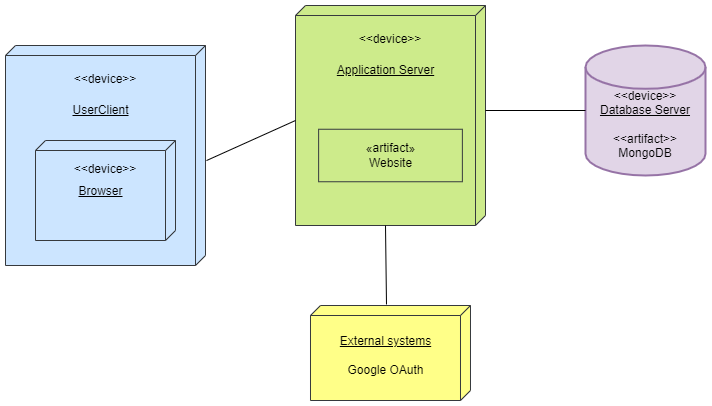 <<device>>
UserClient
<<device>>
Browser
<<device>>
Application Server
«artifact»
Website
<<device>>
Database Server
<<artifact>>
MongoDB
External systems
Google OAuth